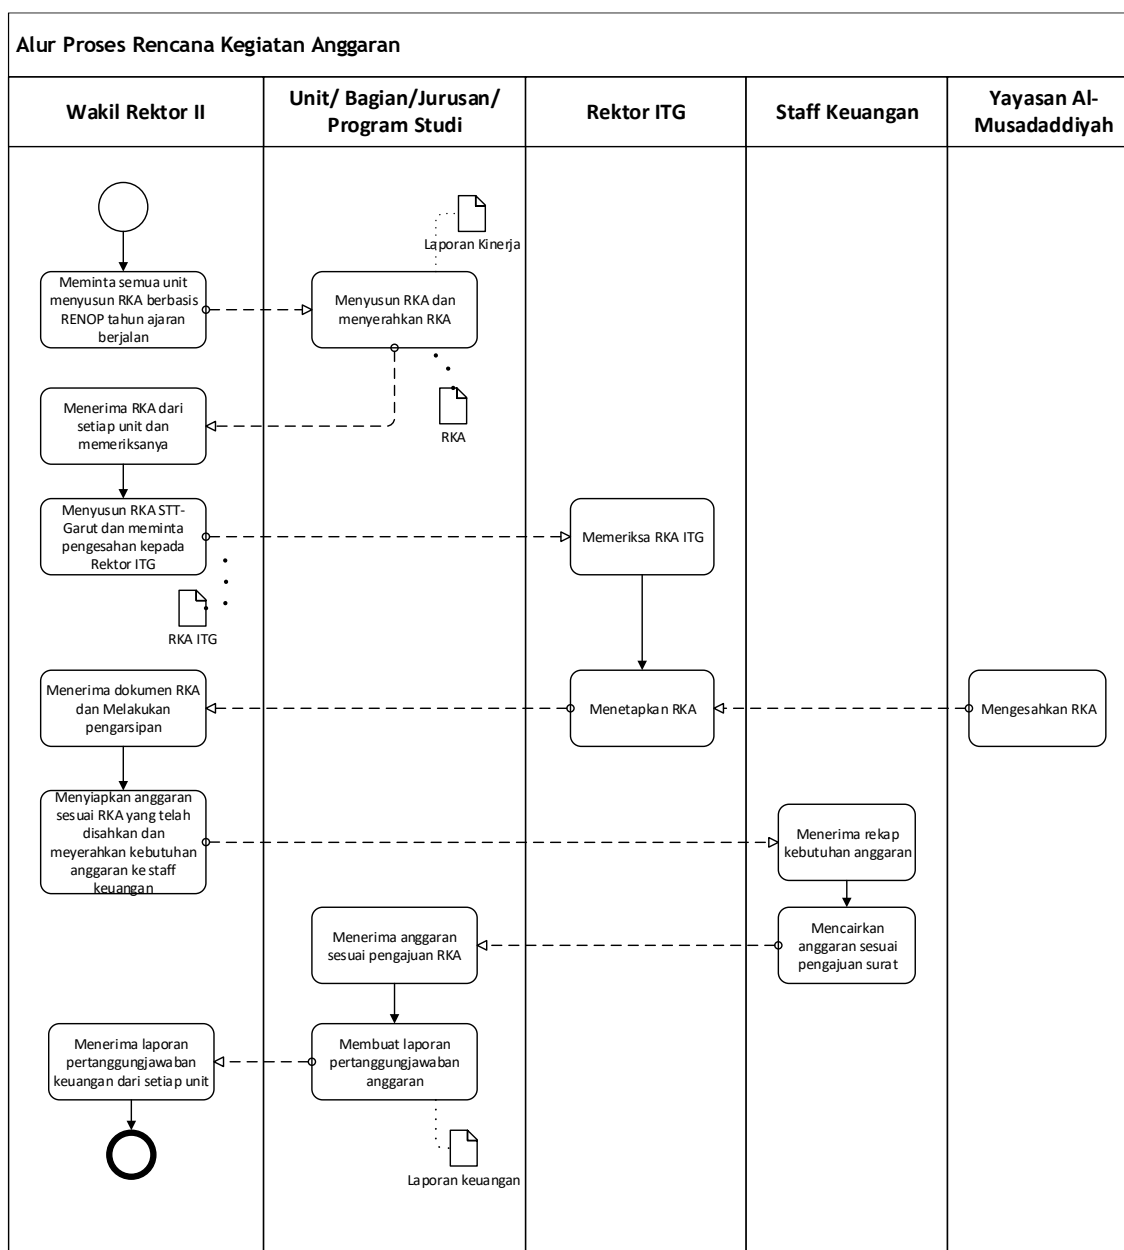 Alur Proses Rencana Kegiatan Anggaran
Wakil Rektor II
Unit/ Bagian/Jurusan/
Program Studi
Rektor ITG
Staff Keuangan
Yayasan Al-
Musadaddiyah
Laporan Kinerja
Meminta semua unit
menyusun RKA berbasis
RENOP tahun ajaran
berjalan
Menyusun RKA dan
menyerahkan RKA
Menerima RKA dari
setiap unit dan
memeriksanya
RKA
Menyusun RKA STT-
Garut dan meminta
pengesahan kepada
Rektor ITG
Memeriksa RKA ITG
RKA ITG
Menerima dokumen RKA
dan Melakukan
pengarsipan
Menetapkan RKA
Mengesahkan RKA
Menyiapkan anggaran
sesuai RKA yang telah
disahkan dan
meyerahkan kebutuhan
anggaran ke staff
keuangan
Menerima rekap
kebutuhan anggaran
Menerima anggaran
sesuai pengajuan RKA
Mencairkan
anggaran sesuai
pengajuan surat
Menerima laporan
pertanggungjawaban
keuangan dari setiap unit
Membuat laporan
pertanggungjawaban
anggaran
Laporan keuangan